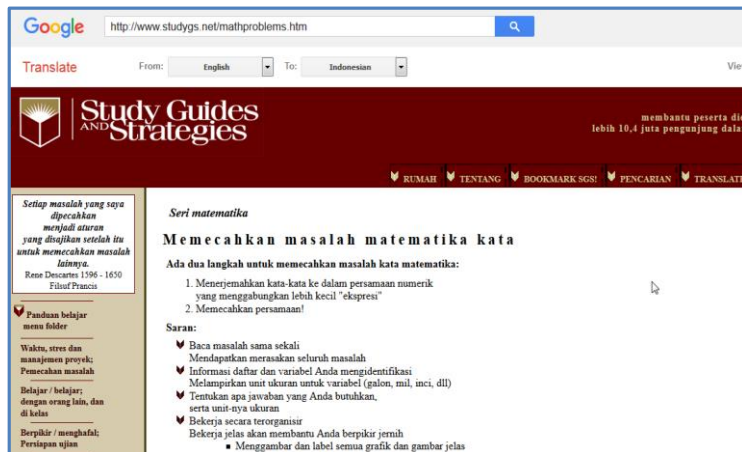 Google
http://www.studygs.net/mathproblems.htm
Translate
From: English To: Indonesian
Vie
Study Guides
AND Strategies
membantu peserta di
lebih 10,4 juta pengunjung dala
RUMAH TENTANG BOOKMARK SGS! PENCARIAN TRANSLATI
Setiap masalah yang saya
dipecahkan
menjadi aturan
yang disajikan setelah itu
untuk memecahkan masalah
lainnya.
Rene Descartes 1596 - 1650
Filsuf Prancis
Panduan belajar
menu folder
Waktu, stres dan
manajemen proyek;
Pemecahan masalah
Belajar / belajar;
dengan orang lain, dan
di kelas
Berpikir / menghafal;
Persiapan ujian
Seri matematika
Memecahkan masalah matematika kata
Ada dua langkah untuk memecahkan masalah kata matematika:
1. Menerjemahkan kata-kata ke dalam persamaan numerik
yang menggabungkan lebih kecil "ekspresi"
2. Memecahkan persamaan!
Saran:
Baca masalah sama sekali
Mendapatkan merasakan seluruh masalah
Informasi daftar dan variabel Anda mengidentifikasi
Melampirkan unit ukuran untuk variabel (galon, mil, inci, dll)
Tentukan apa jawaban yang Anda butuhkan,
serta unit-nya ukuran
Bekerja secara terorganisir
Bekerja jelas akan membantu Anda berpikir jernih
Menggambar dan label semua grafik dan gambar jelas